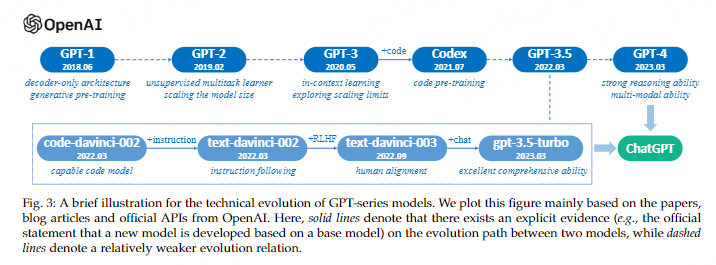 OpenAI
GPT-1 GPT-2 GPT-3 +code Codex GPT-3.5 GPT-4
2018.06 2019.02 2020.05 2021.07 2022.03 2023.03
decoder-only architecture unsupervised multitask learner in-context learning code pre-training strong reasoning ability
generative pre-training scaling the model size exploring scaling limits multi-modal ability
code-davinci-002 +instruction text-davinci-002 +RLHF text-davinci-003 +chat gpt-3.5-turbo ChatGPT
2022.03 2022.03 2022.09 2023.03
capable code model instruction following human alignment excellent comprehensive ability
Fig. 3: A brief illustration for the technical evolution of GPT-series models. We plot this figure mainly based on the papers,
blog articles and official APIs from OpenAI. Here, solid lines denote that there exists an explicit evidence (e.g., the official
statement that a new model is developed based on a base model) on the evolution path between two models, while dashed
lines denote a relatively weaker evolution relation.